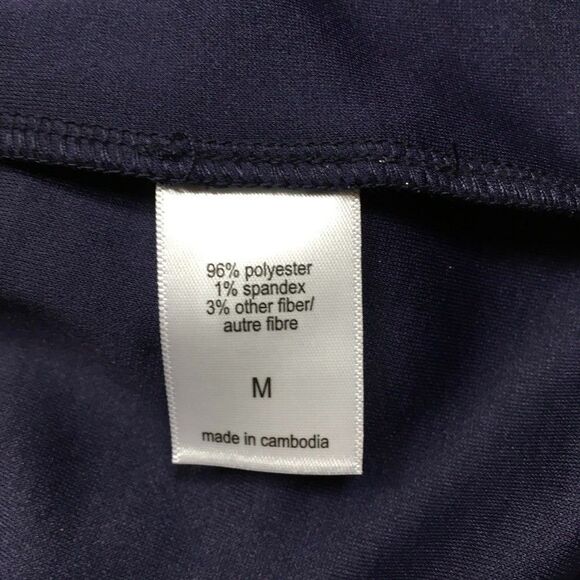 96% polyester
1% spandex
3% other fiber/
autre fibre
M
made in cambodia